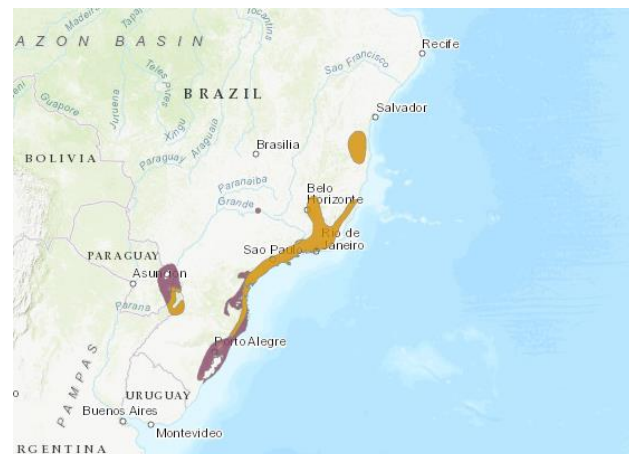 Tocantins
Madeira
Tapa
AZON BASIN
Recife
Sao Francisco
Teles Pires
Juruena
Xingu
BRAZIL
Guapore
Araguaia
Salvador
BOLIVIA
Paraguay
Brasilia
Paranaiba
Belo
Horizonte
Grande
PARAGUAY
Sao Paulo
Rio de
Janeiro
Asuncion
Parana
Porto Alegre
PAMPAS
URUGUAY
Buenos Aires
Montevideo
RGENTINA